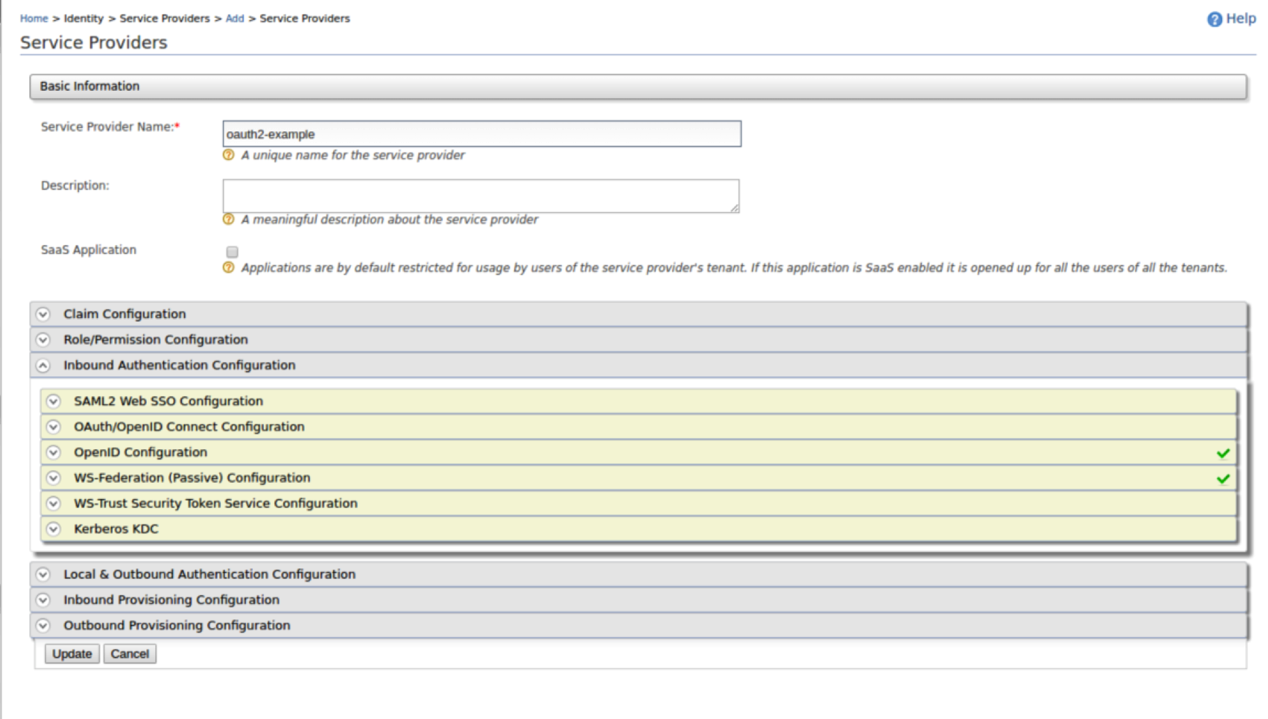 Home > Identity > Service Providers > Add > Service Providers
Help
Service Providers
Basic Information
Service Provider Name:*
oauth2-example
A unique name for the service provider
Description:
A meaningful description about the service provider
SaaS Application
Applications are by default restricted for usage by users of the service provider's tenant. If this application is SaaS enabled it is opened up for all the users of all the tenants.
Claim Configuration
Role/Permission Configuration
Inbound Authentication Configuration
SAML2 Web SSO Configuration
OAuth/OpenID Connect Configuration
OpenID Configuration
WS-Federation (Passive) Configuration
WS-Trust Security Token Service Configuration
Kerberos KDC
Local & Outbound Authentication Configuration
Inbound Provisioning Configuration
Outbound Provisioning Configuration
Update Cancel